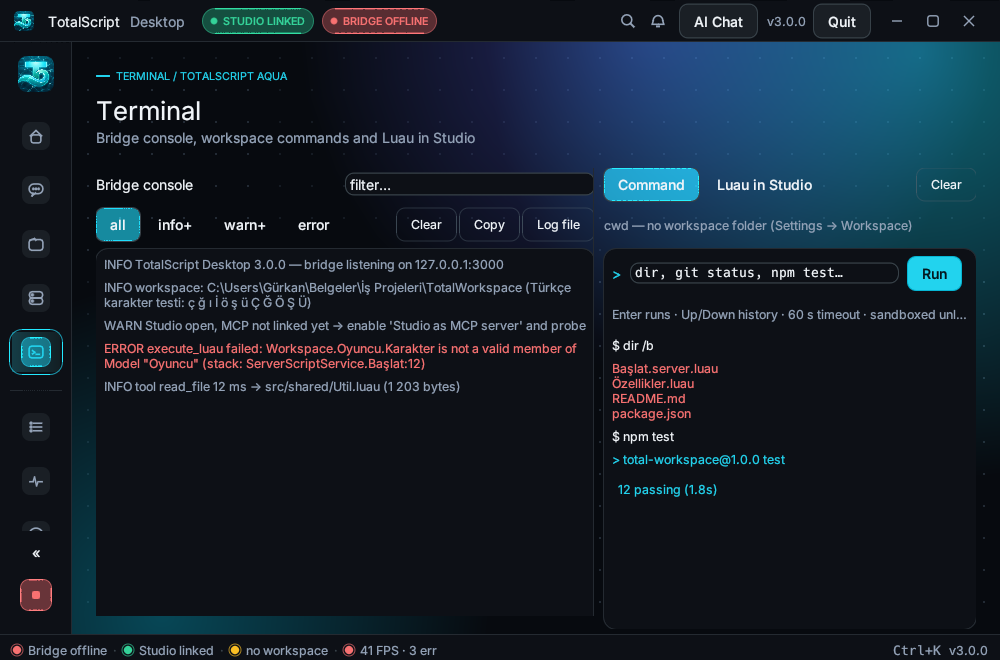 TotalScript Desktop STUDIO LINKED BRIDGE OFFLINE AI Chat v3.0.0 Quit
TERMINAL / TOTALSCRIPT AQUA
Terminal
Bridge console, workspace commands and Luau in Studio
Bridge console filter...
all info+ warn+ error Clear Copy Log file
INFO TotalScript Desktop 3.0.0 — bridge listening on 127.0.0.1:3000
INFO workspace: C:\Users\Gürkan\Belgeler\İş Projeleri\TotalWorkspace (Türkçe
karakter testi: ç ğ ı İ ö ş ü Ç Ğ Ö Ş Ü)
WARN Studio open, MCP not linked yet → enable 'Studio as MCP server' and probe
ERROR execute_luau failed: Workspace.Oyuncu.Karakter is not a valid member of
Model "Oyuncu" (stack: ServerScriptService.Başlat:12)
INFO tool read_file 12 ms → src/shared/Util.luau (1 203 bytes)
Command Luau in Studio Clear
cwd — no workspace folder (Settings → Workspace)
> dir, git status, npm test… Run
Enter runs · Up/Down history · 60 s timeout · sandboxed unl...
$ dir /b
Başlat.server.luau
Özellikler.luau
README.md
package.json
$ npm test
> total-workspace@1.0.0 test
12 passing (1.8s)
Bridge offline · Studio linked · no workspace · 41 FPS · 3 err Ctrl+K v3.0.0